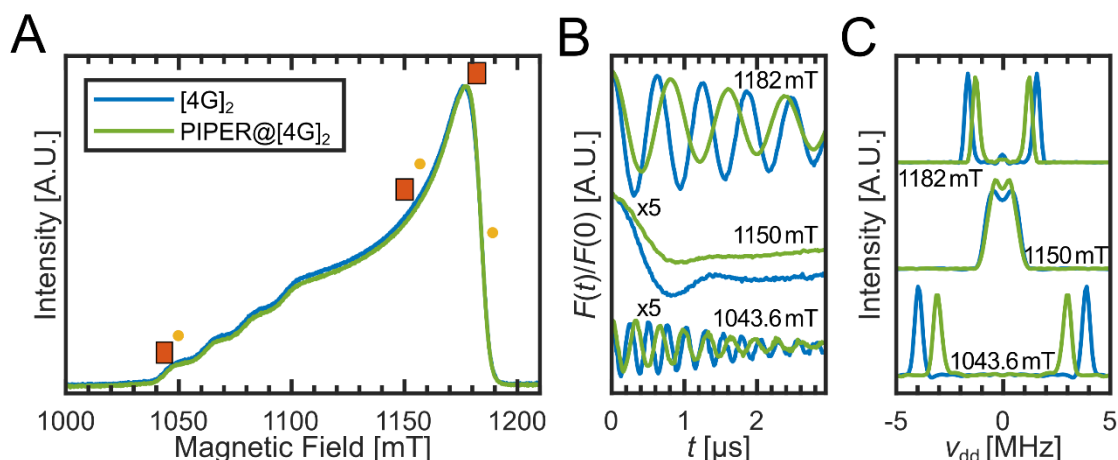 A
B
C
[4G]₂
PIPER@[4G]₂
Intensity [A.U.]
1000
1050
1100
1150
1200
Magnetic Field [mT]
F(t)/F(0) [A.U.]
1182 mT
x5
1150 mT
x5
1043.6 mT
0
1
2
t [µs]
Intensity [A.U.]
1182 mT
1150 mT
1043.6 mT
-5
0
5
ν_dd [MHz]